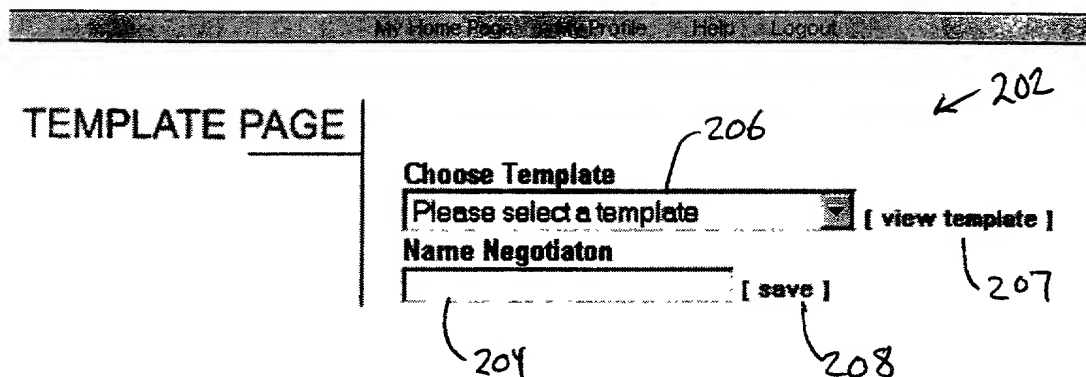 My Home Page My Profile Help Logout
202
TEMPLATE PAGE
206
Choose Template
Please select a template [ view template ]
Name Negotiaton
207
[ save ]
204
208